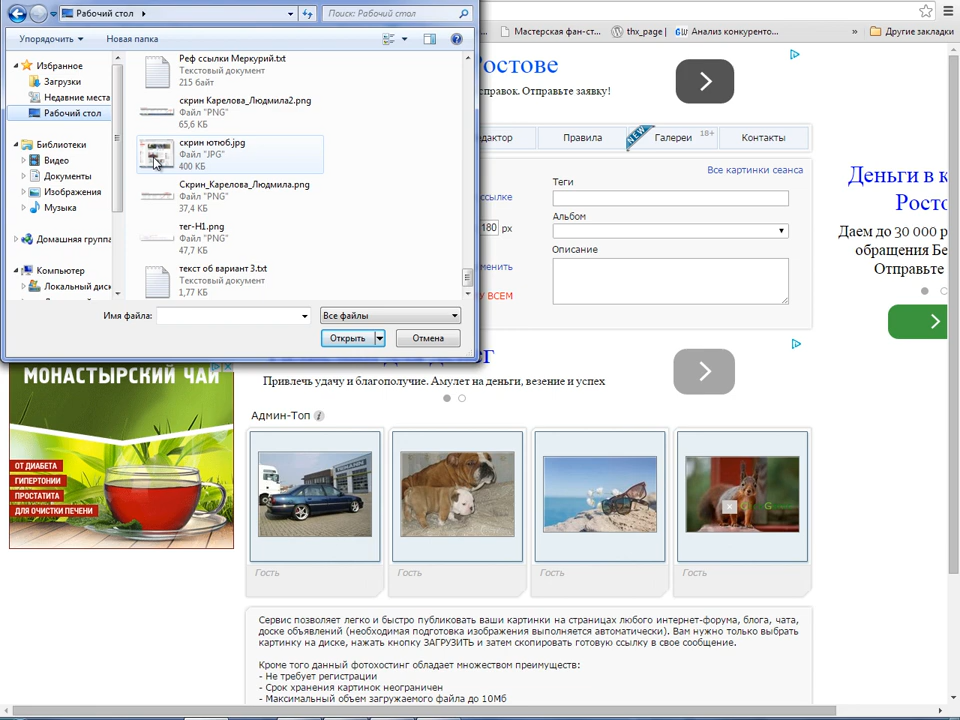 Рабочий стол
Поиск: Рабочий стол
Упорядочить
Новая папка
Избранное
Загрузки
Недавние места
Рабочий стол
Библиотеки
Видео
Документы
Изображения
Музыка
Домашняя группа
Компьютер
Локальный диск
Реф ссылки Меркурий.txt
Текстовый документ
215 байт
скрин Карелова_Людмила2.png
Файл "PNG"
65,6 КБ
скрин ютюб.jpg
Файл "JPG"
400 КБ
Скрин_Карелова_Людмила.png
Файл "PNG"
37,4 КБ
тег-H1.png
Файл "PNG"
47,7 КБ
текст об вариант 3.txt
Текстовый документ
1,77 КБ
Имя файла:
Все файлы
Открыть
Отмена
Мастерская фан-ст...
thx_page |
Анализ конкуренто...
»
Другие закладки
Ростове
справок. Отправьте заявку!
дактор
Правила
NEW
Галереи 18+
Контакты
Все картинки сеанса
ссылке
180 px
менить
У ВСЕМ
Теги
Альбом
Описание
Деньги в к
Росто
Даем до 30 000 р
обращения Бе
Отправьте
Привлечь удачу и благополучие. Амулет на деньги, везение и успех
МОНАСТЫРСКИЙ ЧАЙ
ОТ ДИАБЕТА
ГИПЕРТОНИИ
ПРОСТАТИТА
ДЛЯ ОЧИСТКИ ПЕЧЕНИ
Админ-Топ
Гость
Гость
Гость
Гость
Сервис позволяет легко и быстро публиковать ваши картинки на страницах любого интернет-форума, блога, чата,
доске объявлений (необходимая подготовка изображения выполняется автоматически). Вам нужно только выбрать
картинку на диске, нажать кнопку ЗАГРУЗИТЬ и затем скопировать готовую ссылку в свое сообщение.
Кроме того данный фотохостинг обладает множеством преимуществ:
- Не требует регистрации
- Срок хранения картинок неограничен
- Максимальный объем загружаемого файла до 10Мб